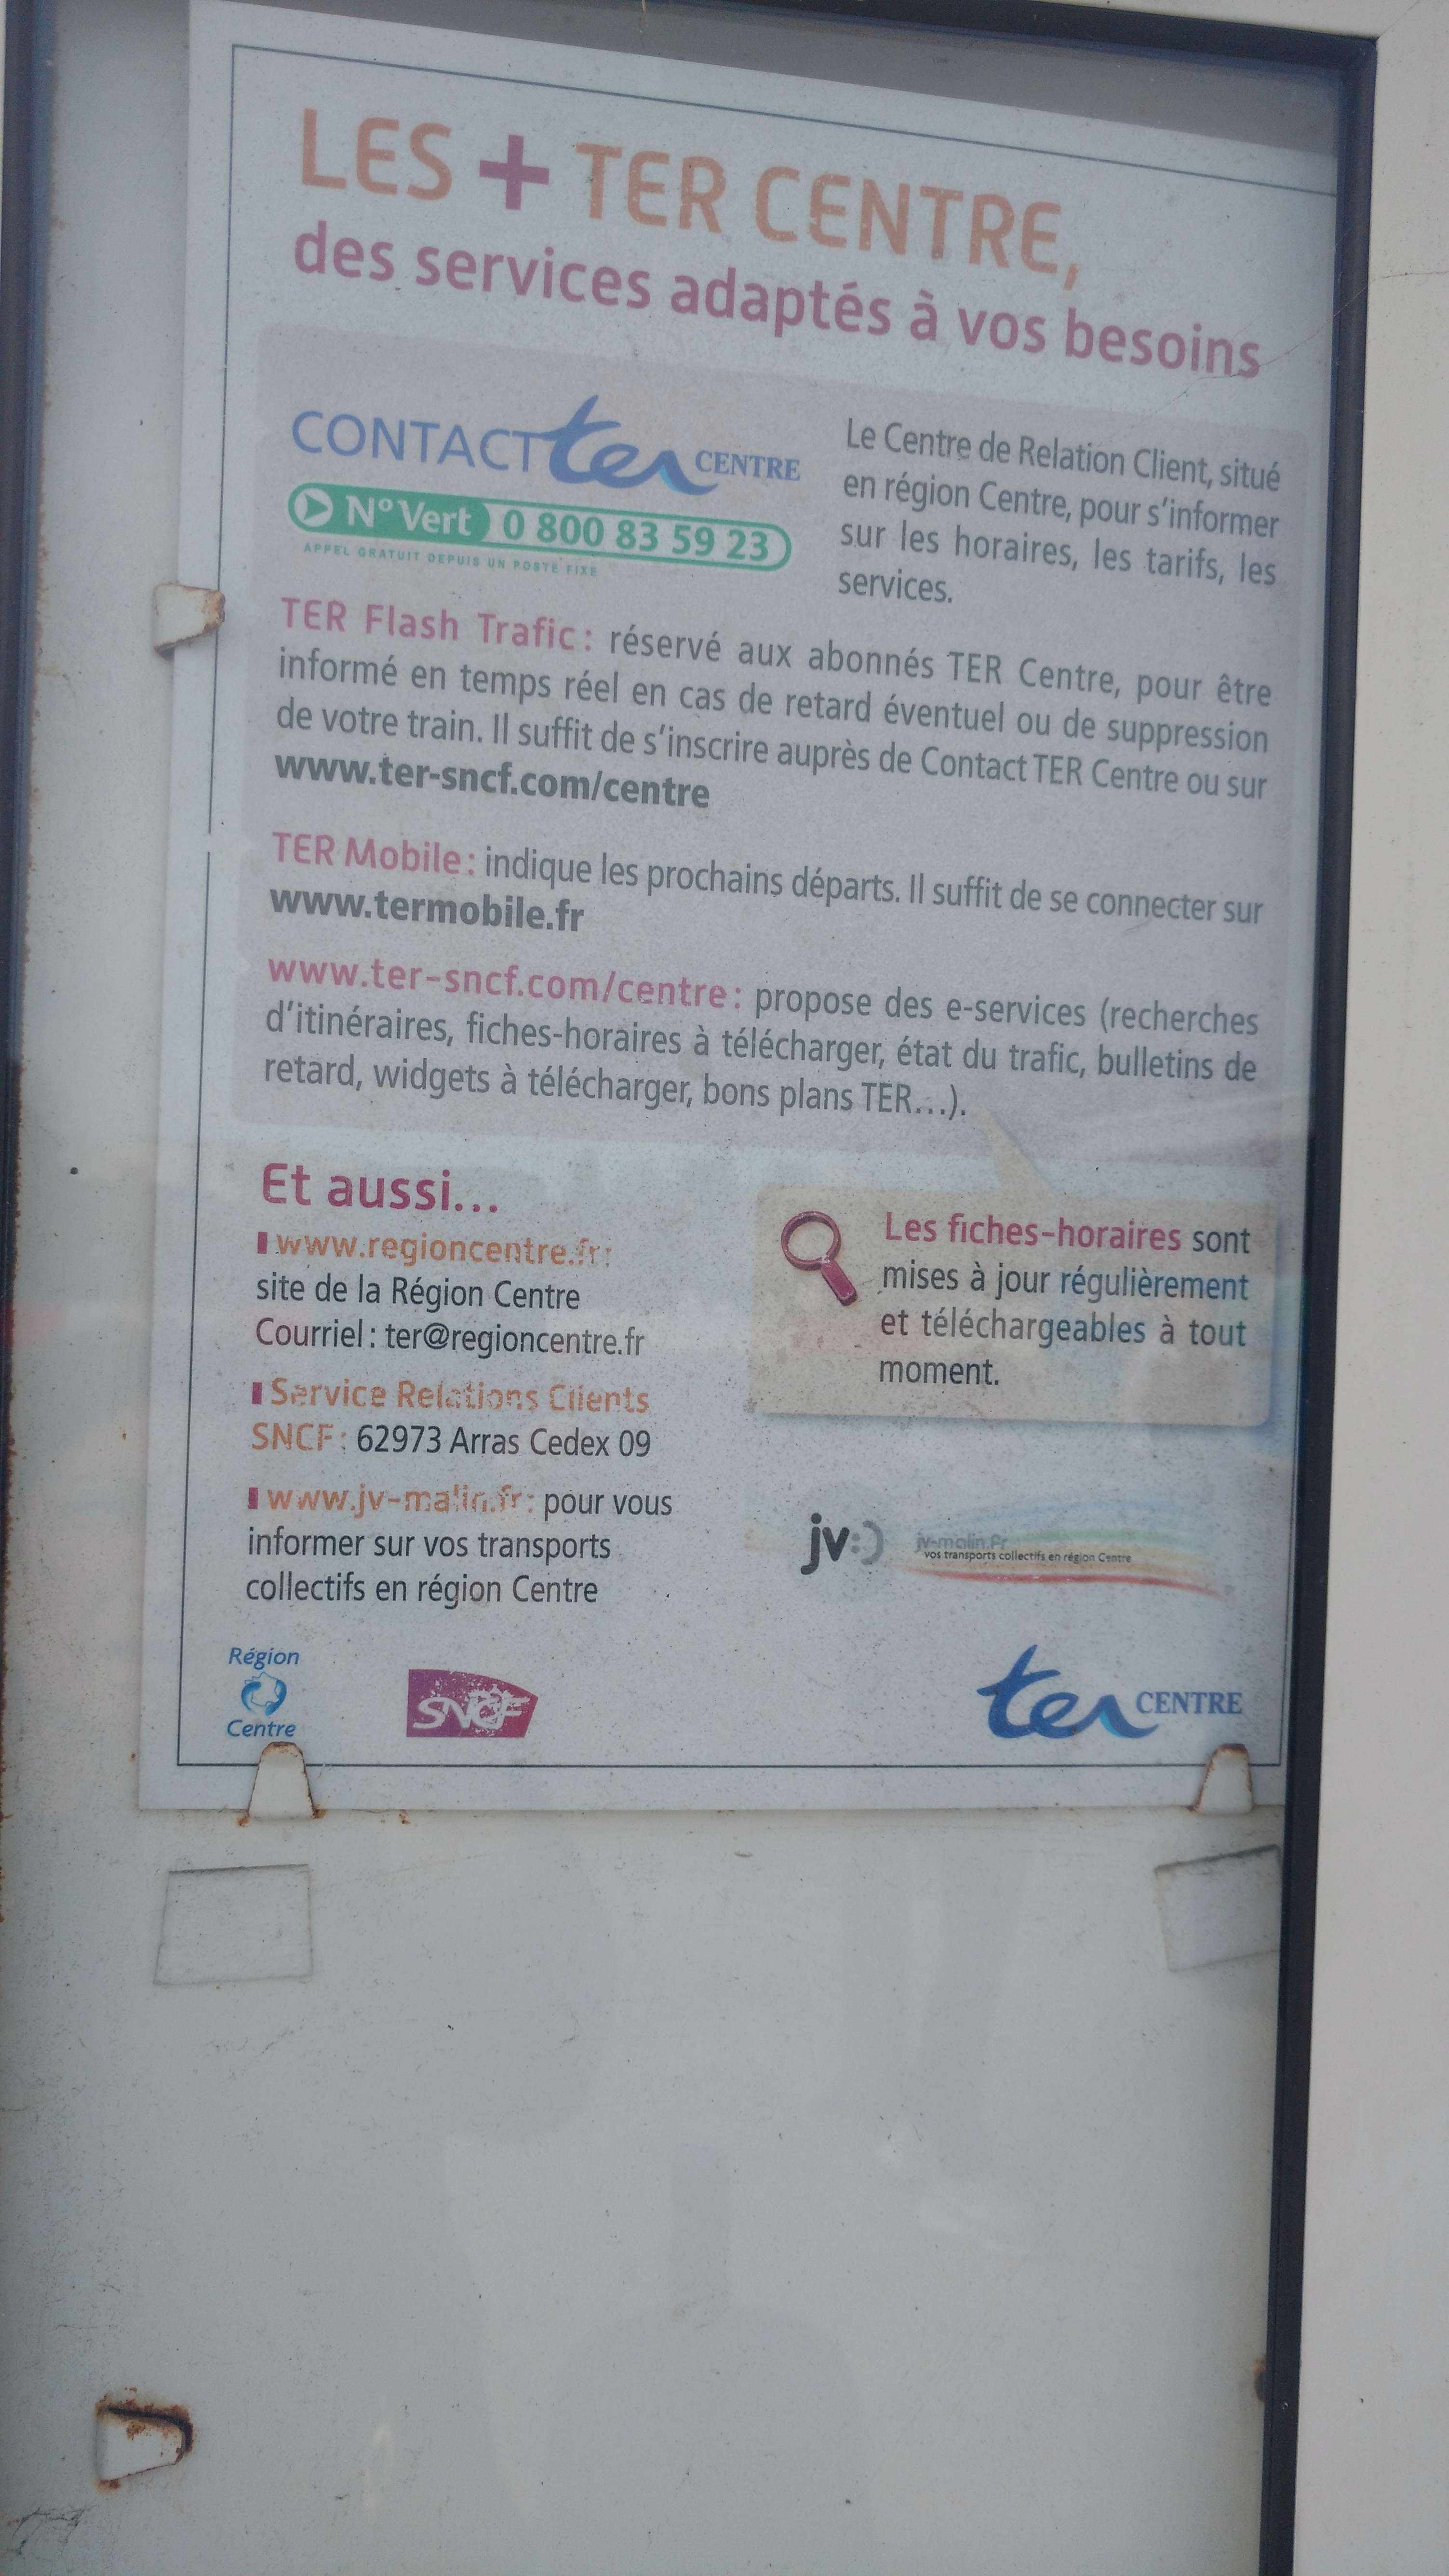 LES + TER CENTRE,
des services adaptés à vos besoins
CONTACT ter CENTRE
N° Vert 0 800 83 59 23
APPEL GRATUIT DEPUIS UN POSTE FIXE
Le Centre de Relation Client, situé
en région Centre, pour s'informer
sur les horaires, les tarifs, les
services.
TER Flash Trafic : réservé aux abonnés TER Centre, pour être
informé en temps réel en cas de retard éventuel ou de suppression
de votre train. Il suffit de s'inscrire auprès de Contact TER Centre ou sur
www.ter-sncf.com/centre
TER Mobile : indique les prochains départs. Il suffit de se connecter sur
www.termobile.fr
www.ter-sncf.com/centre : propose des e-services (recherches
d'itinéraires, fiches-horaires à télécharger, état du trafic, bulletins de
retard, widgets à télécharger, bons plans TER...).
Et aussi...
www.regioncentre.fr :
site de la Région Centre
Courriel : ter@regioncentre.fr
Service Relations Clients
SNCF : 62973 Arras Cedex 09
www.jv-malin.fr : pour vous
informer sur vos transports
collectifs en région Centre
Les fiches-horaires sont
mises à jour régulièrement
et téléchargeables à tout
moment.
jv:)
jv-malin.fr
vos transports collectifs en région Centre
Région
Centre
SNCF
ter CENTRE